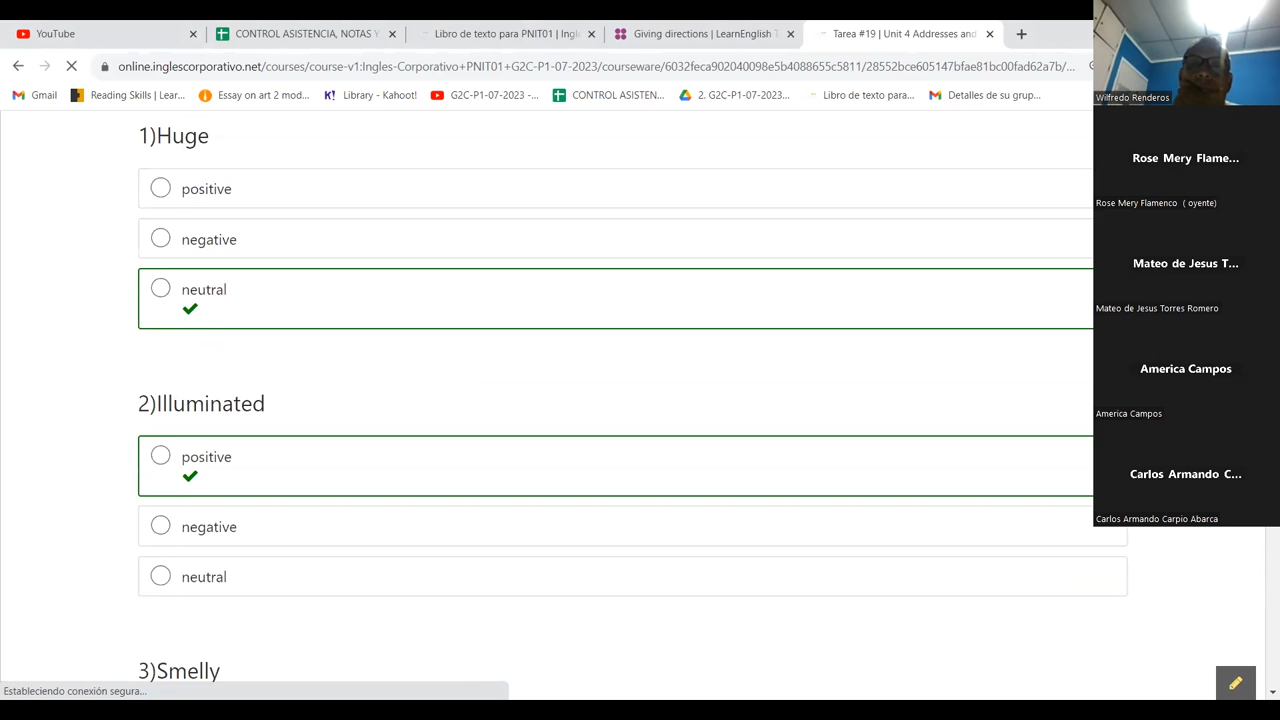 YouTube
CONTROL ASISTENCIA, NOTAS Y
Libro de texto para PNIT01 | Ingl
Giving directions | LearnEnglish T
Tarea #19 | Unit 4 Addresses and
online.inglescorporativo.net/courses/course-v1:Ingles-Corporativo+PNIT01+G2C-P1-07-2023/courseware/6032feca902040098e5b4088655c5811/23552bce605147bfae81bc00fad62a7b/...
Gmail
Reading Skills | Lear...
Essay on art 2 mod...
Library - Kahoot!
G2C-P1-07-2023 -...
CONTROL ASISTEN...
2. G2C-P1-07-2023...
Libro de texto para...
Detalles de su grup...
1)Huge
positive
negative
neutral
2)Illuminated
positive
negative
neutral
3)Smelly
Estableciendo conexión segura...
Wilfredo Renderos
Rose Mery Flame...
Rose Mery Flamenco ( oyente)
Mateo de Jesus T...
Mateo de Jesus Torres Romero
America Campos
America Campos
Carlos Armando C...
Carlos Armando Carpio Abarca